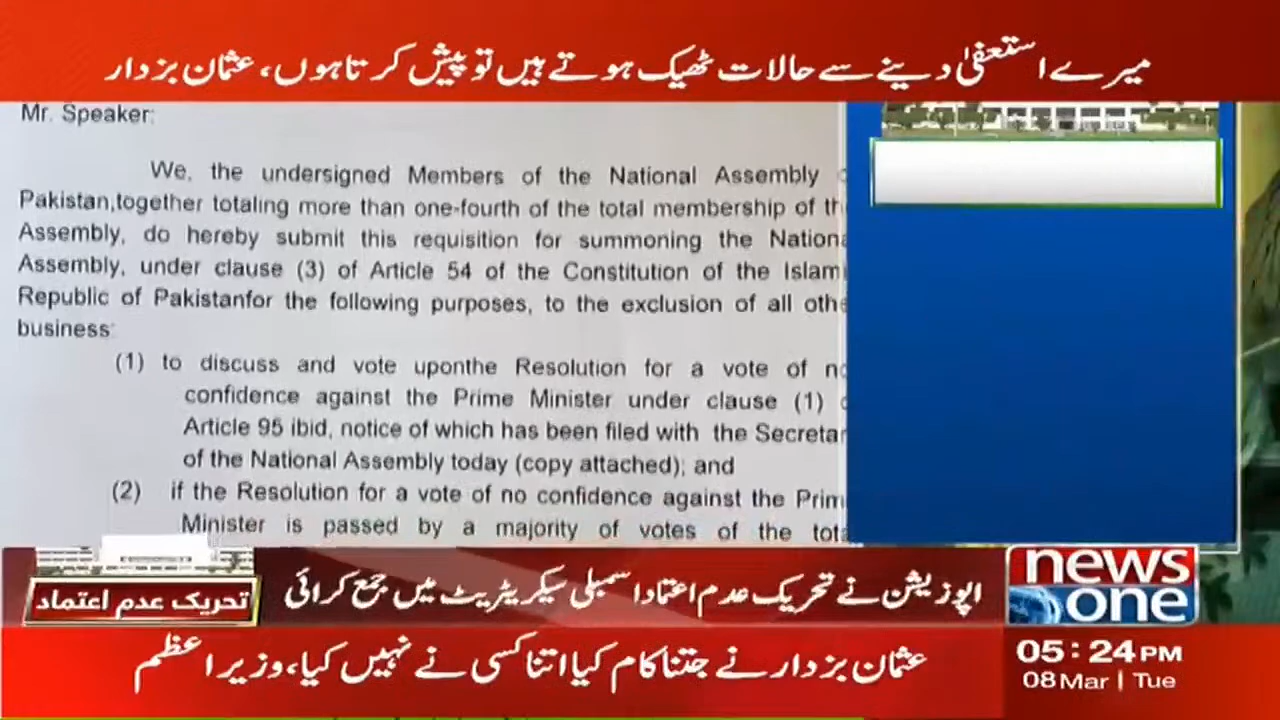 میرے استعفیٰ دینے سے حالات ٹھیک ہوتے ہیں تو پیش کرتا ہوں، عثمان بزدار
Mr. Speaker:
We, the undersigned Members of the National Assembly
Pakistan,together totaling more than one-fourth of the total membership of th
Assembly, do hereby submit this requisition for summoning the Nationa
Assembly, under clause (3) of Article 54 of the Constitution of the Islami
Republic of Pakistanfor the following purposes, to the exclusion of all othe
business:
(1) to discuss and vote uponthe Resolution for a vote of no
confidence against the Prime Minister under clause (1)
Article 95 ibid, notice of which has been filed with the Secretar
of the National Assembly today (copy attached); and
(2) if the Resolution for a vote of no confidence against the Prim
Minister is passed by a majority of votes of the tota
اپوزیشن نے تحریک عدم اعتماد اسمبلی سیکریٹریٹ میں جمع کرائی
تحریک عدم اعتماد
news one
عثمان بزدار نے جتنا کام کیا اتنا کسی نے نہیں کیا، وزیراعظم
05:24 PM
08 Mar | Tue